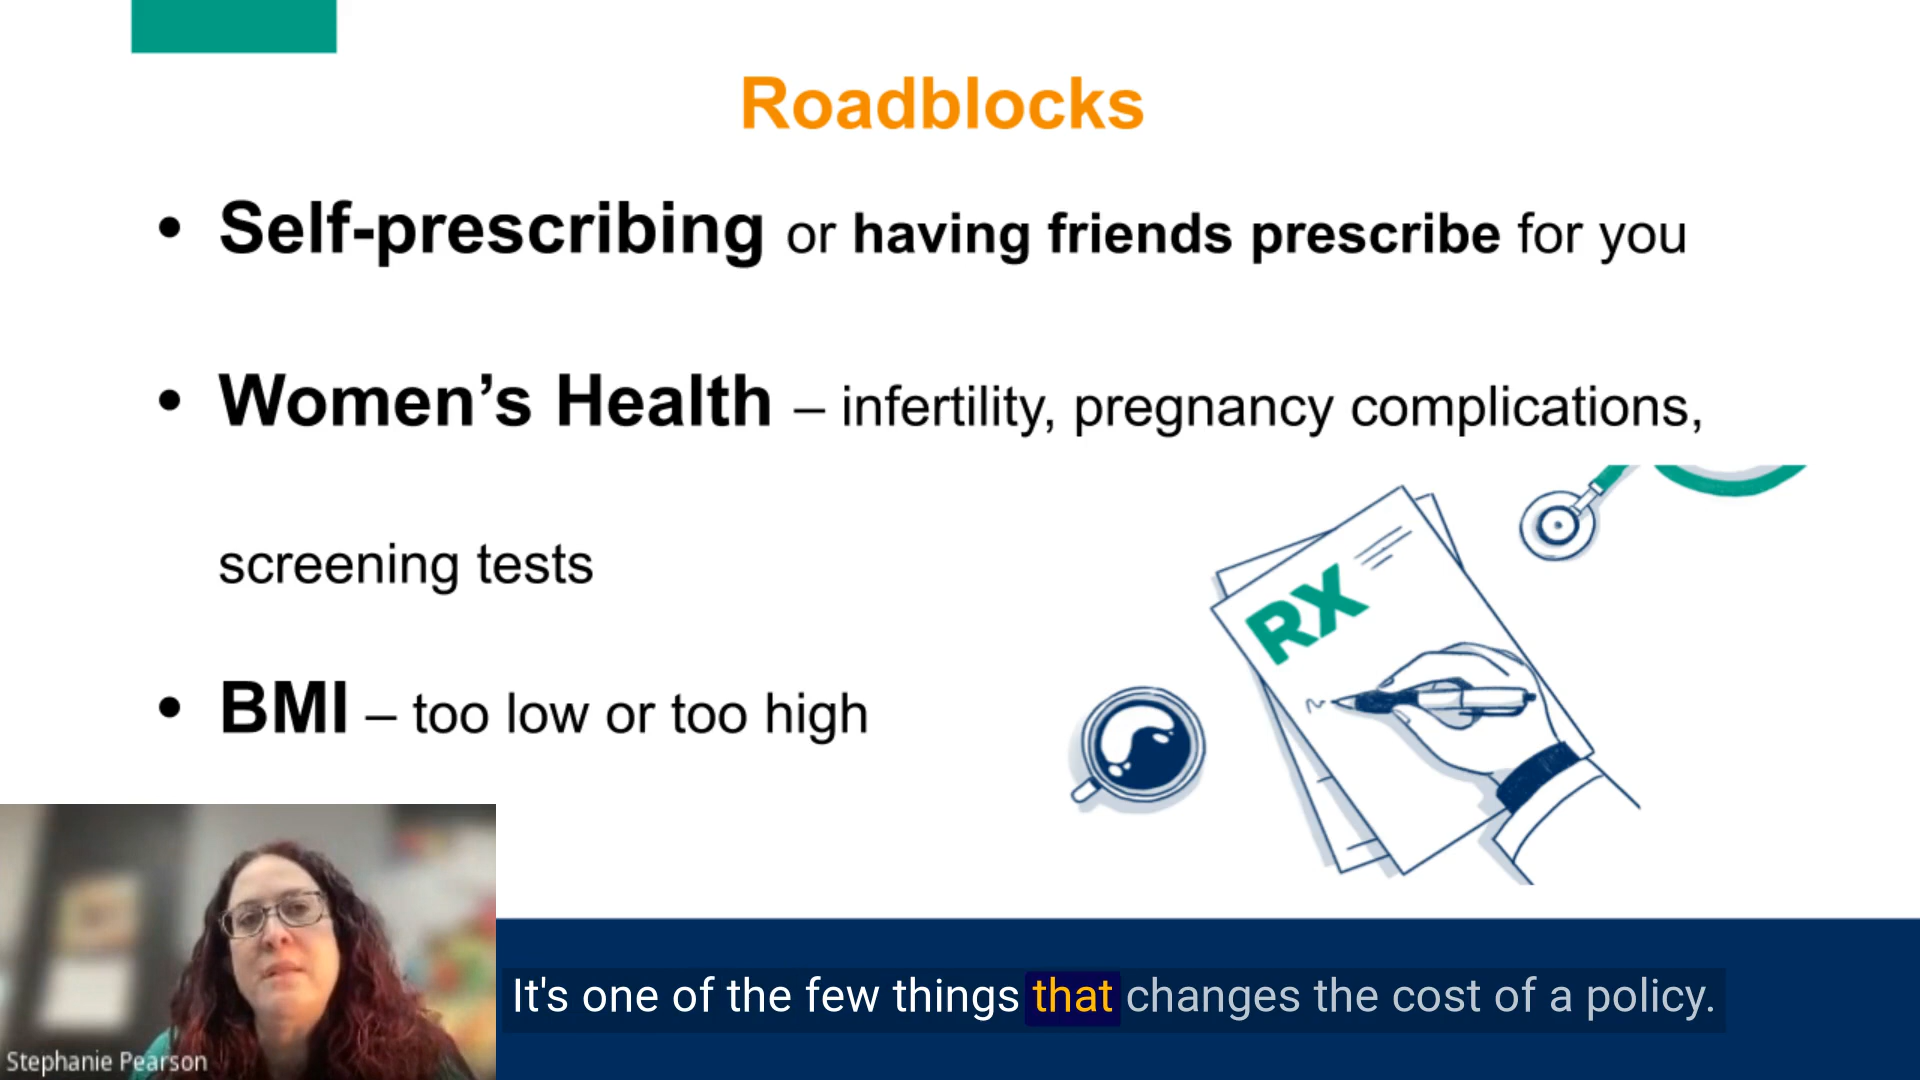 Roadblocks
• Self-prescribing or having friends prescribe for you
• Women’s Health – infertility, pregnancy complications,
screening tests
• BMI – too low or too high
RX
Stephanie Pearson
It's one of the few things that changes the cost of a policy.